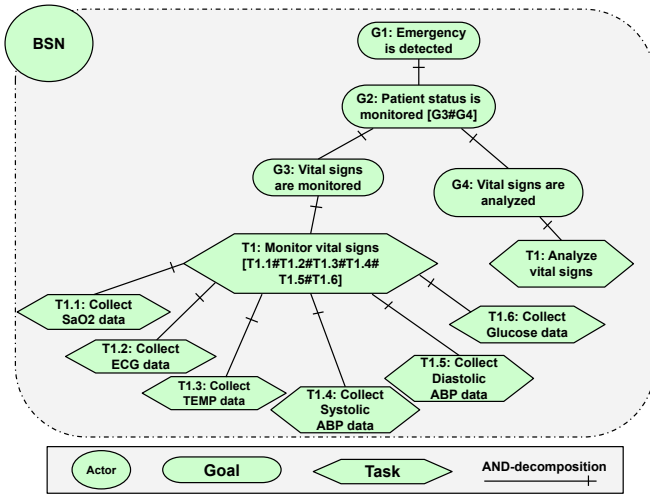 BSN
G1: Emergency
is detected
G2: Patient status is
monitored [G3#G4]
G3: Vital signs
are monitored
G4: Vital signs are
analyzed
T1: Monitor vital signs
[T1.1#T1.2#T1.3#T1.4#
T1.5#T1.6]
T1: Analyze
vital signs
T1.1: Collect
SaO2 data
T1.2: Collect
ECG data
T1.3: Collect
TEMP data
T1.4: Collect
Systolic
ABP data
T1.5: Collect
Diastolic
ABP data
T1.6: Collect
Glucose data
Actor
Goal
Task
AND-decomposition